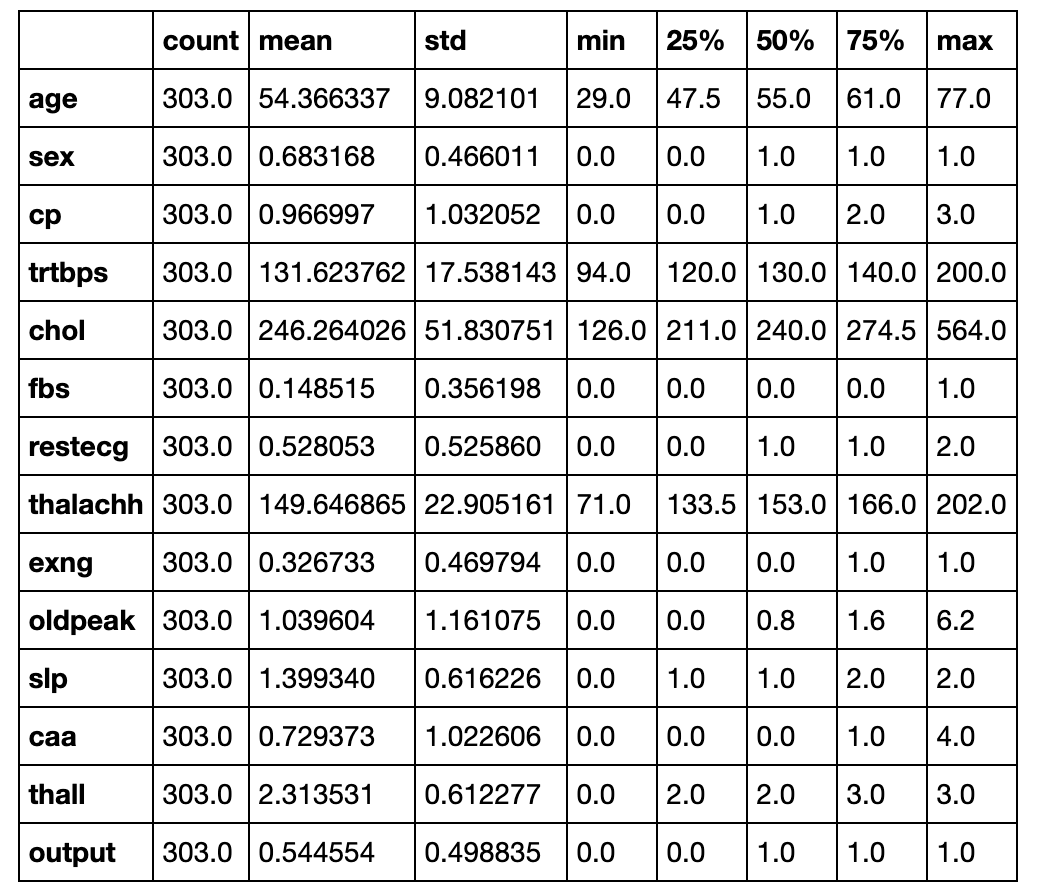 count mean std min 25% 50% 75% max
age 303.0 54.366337 9.082101 29.0 47.5 55.0 61.0 77.0
sex 303.0 0.683168 0.466011 0.0 0.0 1.0 1.0 1.0
cp 303.0 0.966997 1.032052 0.0 0.0 1.0 2.0 3.0
trtbps 303.0 131.623762 17.538143 94.0 120.0 130.0 140.0 200.0
chol 303.0 246.264026 51.830751 126.0 211.0 240.0 274.5 564.0
fbs 303.0 0.148515 0.356198 0.0 0.0 0.0 0.0 1.0
restecg 303.0 0.528053 0.525860 0.0 0.0 1.0 1.0 2.0
thalachh 303.0 149.646865 22.905161 71.0 133.5 153.0 166.0 202.0
exng 303.0 0.326733 0.469794 0.0 0.0 0.0 1.0 1.0
oldpeak 303.0 1.039604 1.161075 0.0 0.0 0.8 1.6 6.2
slp 303.0 1.399340 0.616226 0.0 1.0 1.0 2.0 2.0
caa 303.0 0.729373 1.022606 0.0 0.0 0.0 1.0 4.0
thall 303.0 2.313531 0.612277 0.0 2.0 2.0 3.0 3.0
output 303.0 0.544554 0.498835 0.0 0.0 1.0 1.0 1.0